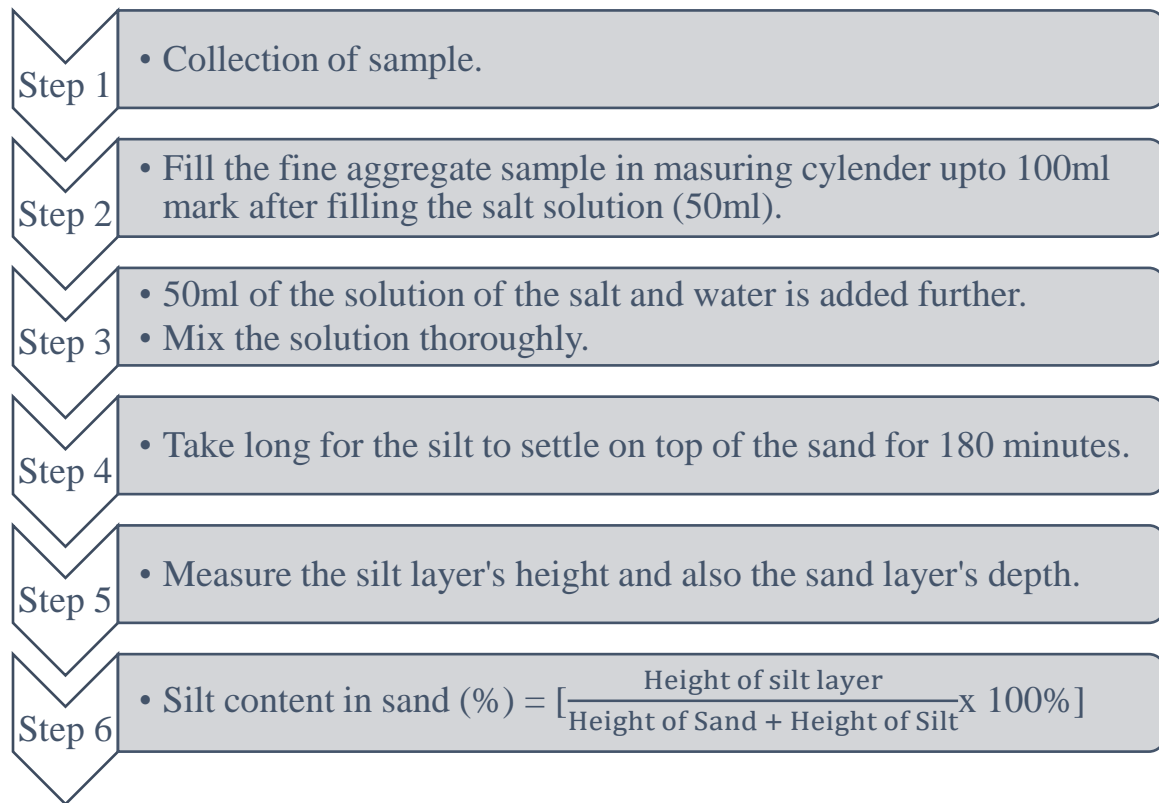 Step 1
• Collection of sample.
Step 2
• Fill the fine aggregate sample in masuring cylender upto 100ml
mark after filling the salt solution (50ml).
Step 3
• 50ml of the solution of the salt and water is added further.
• Mix the solution thoroughly.
Step 4
• Take long for the silt to settle on top of the sand for 180 minutes.
Step 5
• Measure the silt layer's height and also the sand layer's depth.
Step 6
• Silt content in sand (%) = [Height of silt layer / Height of Sand + Height of Silt x 100%]